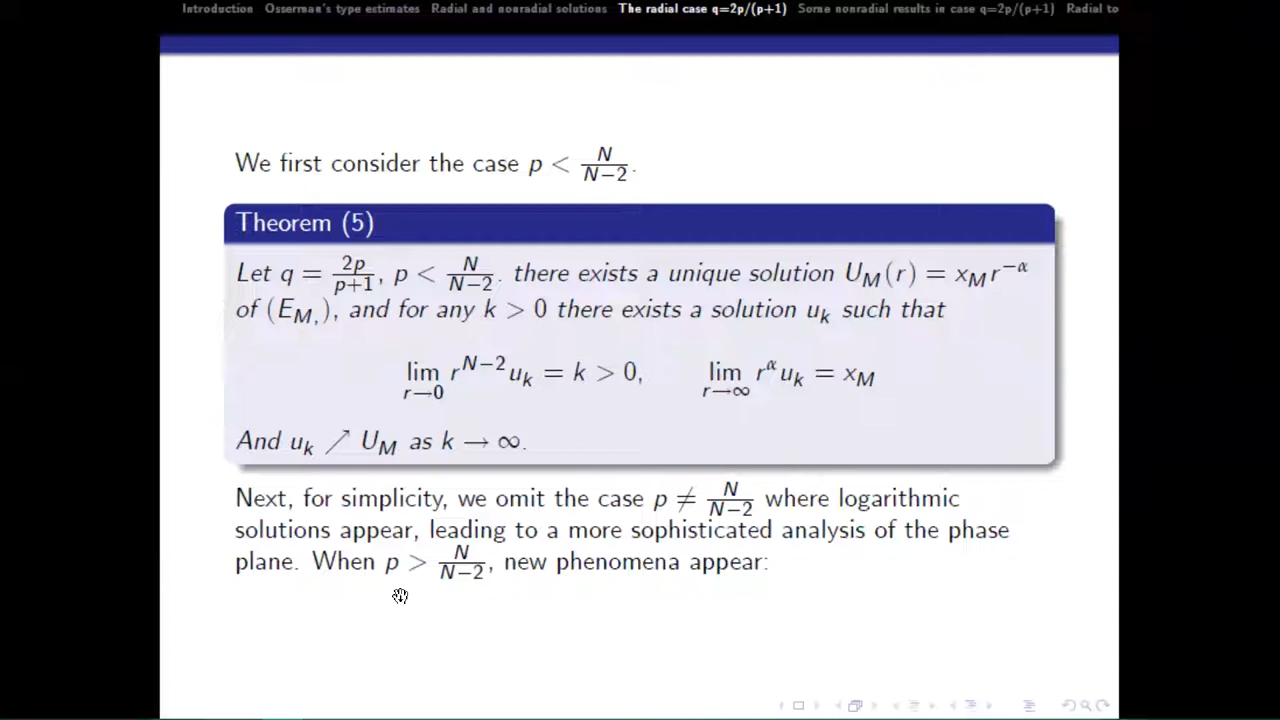 Introduction Osserman's type estimates Radial and nonradial solutions The radial case q=2p/(p+1) Some nonradial results in case q=2p/(p+1) Radial to
We first consider the case p < N/(N−2).
Theorem (5)
Let q = 2p/(p+1), p < N/(N−2). there exists a unique solution U_M(r) = x_M r^{−α}
of (E_{M,}), and for any k > 0 there exists a solution u_k such that
lim_{r→0} r^{N−2} u_k = k > 0, lim_{r→∞} r^α u_k = x_M
And u_k ↗ U_M as k → ∞.
Next, for simplicity, we omit the case p ≠ N/(N−2) where logarithmic
solutions appear, leading to a more sophisticated analysis of the phase
plane. When p > N/(N−2), new phenomena appear: